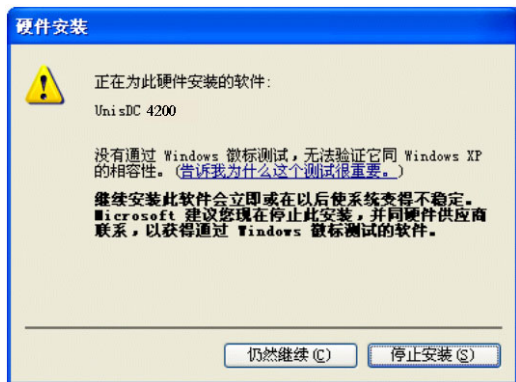 硬件安装
正在为此硬件安装的软件:
UnisDC 4200
没有通过 Windows 徽标测试，无法验证它同 Windows XP
的相容性。(告诉我为什么这个测试很重要。)
继续安装此软件会立即或在以后使系统变得不稳定。
Microsoft 建议您现在停止此安装，并同硬件供应商
联系，以获得通过 Windows 徽标测试的软件。
仍然继续(C)
停止安装(S)